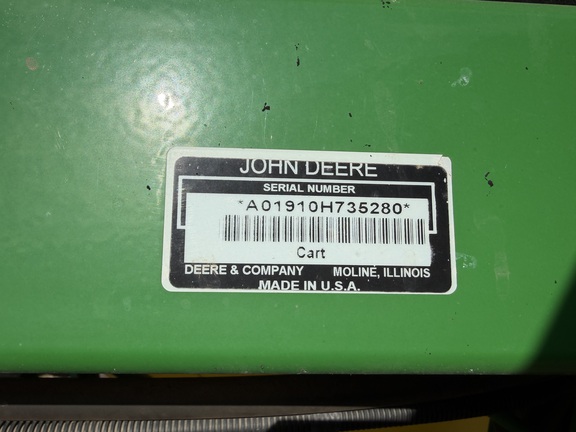 JOHN DEERE
SERIAL NUMBER
*A01910H735280*
Cart
DEERE & COMPANY MOLINE, ILLINOIS
MADE IN U.S.A.